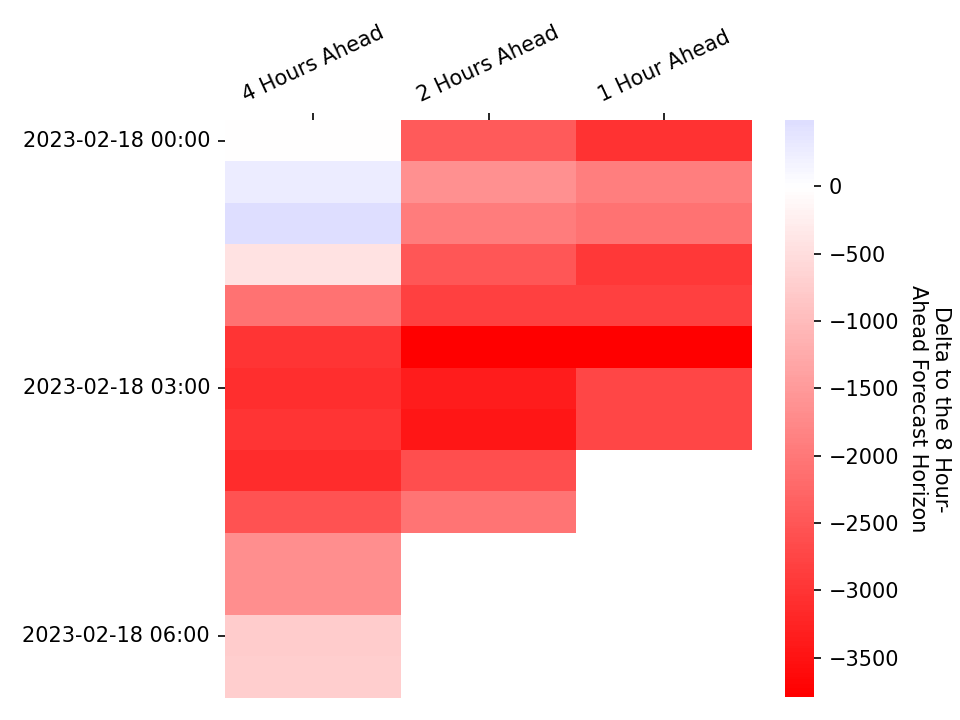 4 Hours Ahead
2 Hours Ahead
1 Hour Ahead
2023-02-18 00:00
2023-02-18 03:00
2023-02-18 06:00
0
−500
−1000
−1500
−2000
−2500
−3000
−3500
Delta to the 8 Hour-
Ahead Forecast Horizon